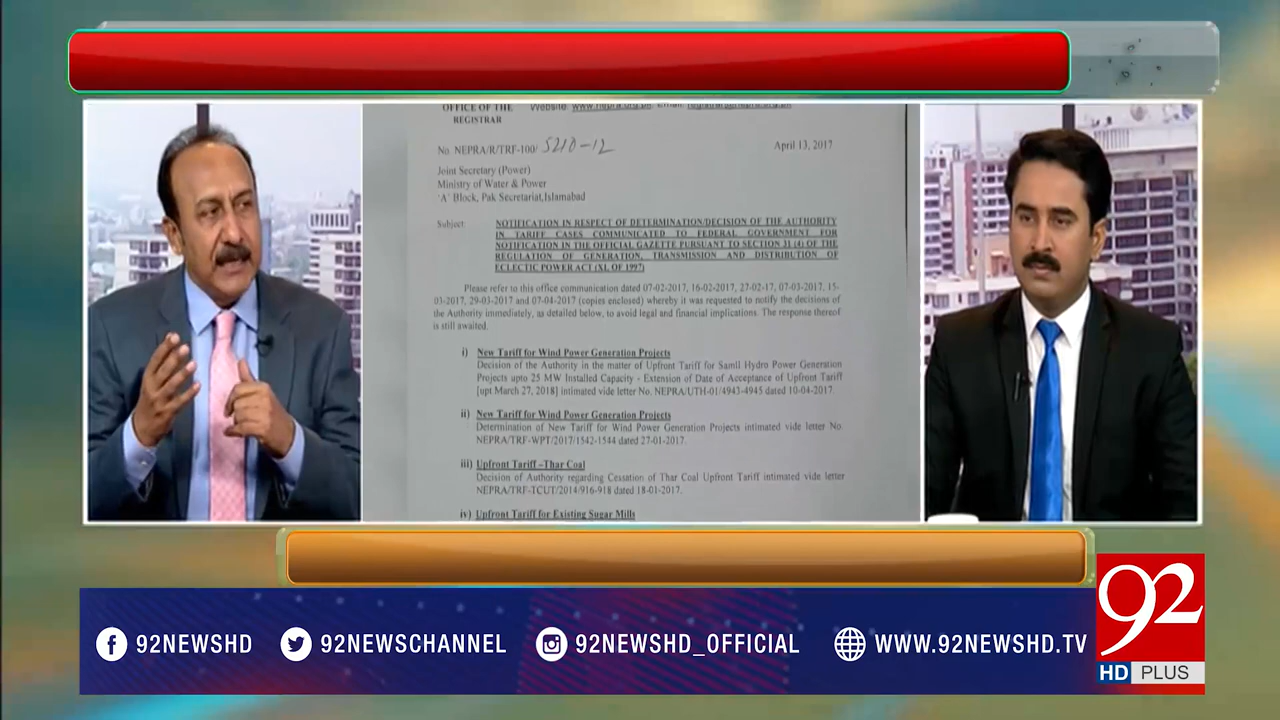 OFFICE OF THE Website: www.nepra.org.pk, Email: registrar@nepra.org.pk
REGISTRAR
No. NEPRA/R/TRF-100/ 5210-12 April 13, 2017
Joint Secretary (Power)
Ministry of Water & Power
'A' Block, Pak Secretariat,Islamabad
Subject: NOTIFICATION IN RESPECT OF DETERMINATION/DECISION OF THE AUTHORITY
IN TARIFF CASES COMMUNICATED TO FEDERAL GOVERNMENT FOR
NOTIFICATION IN THE OFFICIAL GAZETTE PURSUANT TO SECTION 31 (4) OF THE
REGULATION OF GENERATION, TRANSMISSION AND DISTRIBUTION OF
ECLECTIC POWER ACT (XL OF 1997)
Please refer to this office communication dated 07-02-2017, 16-02-2017, 27-02-17, 07-03-2017, 15-
03-2017, 29-03-2017 and 07-04-2017 (copies enclosed) whereby it was requested to notify the decisions
of the Authority immediately, as detailed below, to avoid legal and financial implications. The response thereof
is still awaited.
i) New Tariff for Wind Power Generation Projects
Decision of the Authority in the matter of Upfront Tariff for Samll Hydro Power Generation
Projects upto 25 MW Installed Capacity - Extension of Date of Acceptance of Upfront Tariff
[upt March 27, 2018] intimated vide letter No. NEPRA/UTH-01/4943-4945 dated 10-04-2017.
ii) New Tariff for Wind Power Generation Projects
Determination of New Tariff for Wind Power Generation Projects intimated vide letter No.
NEPRA/TRF-WPT/2017/1542-1544 dated 27-01-2017.
iii) Upfront Tariff –Thar Coal
Decision of Authority regarding Cessation of Thar Coal Upfront Tariff intimated vide letter
NEPRA/TRF-TCUT/2014/916-918 dated 18-01-2017.
iv) Upfront Tariff for Existing Sugar Mills
92NEWSHD 92NEWSCHANNEL 92NEWSHD_OFFICIAL WWW.92NEWSHD.TV
92
HD PLUS